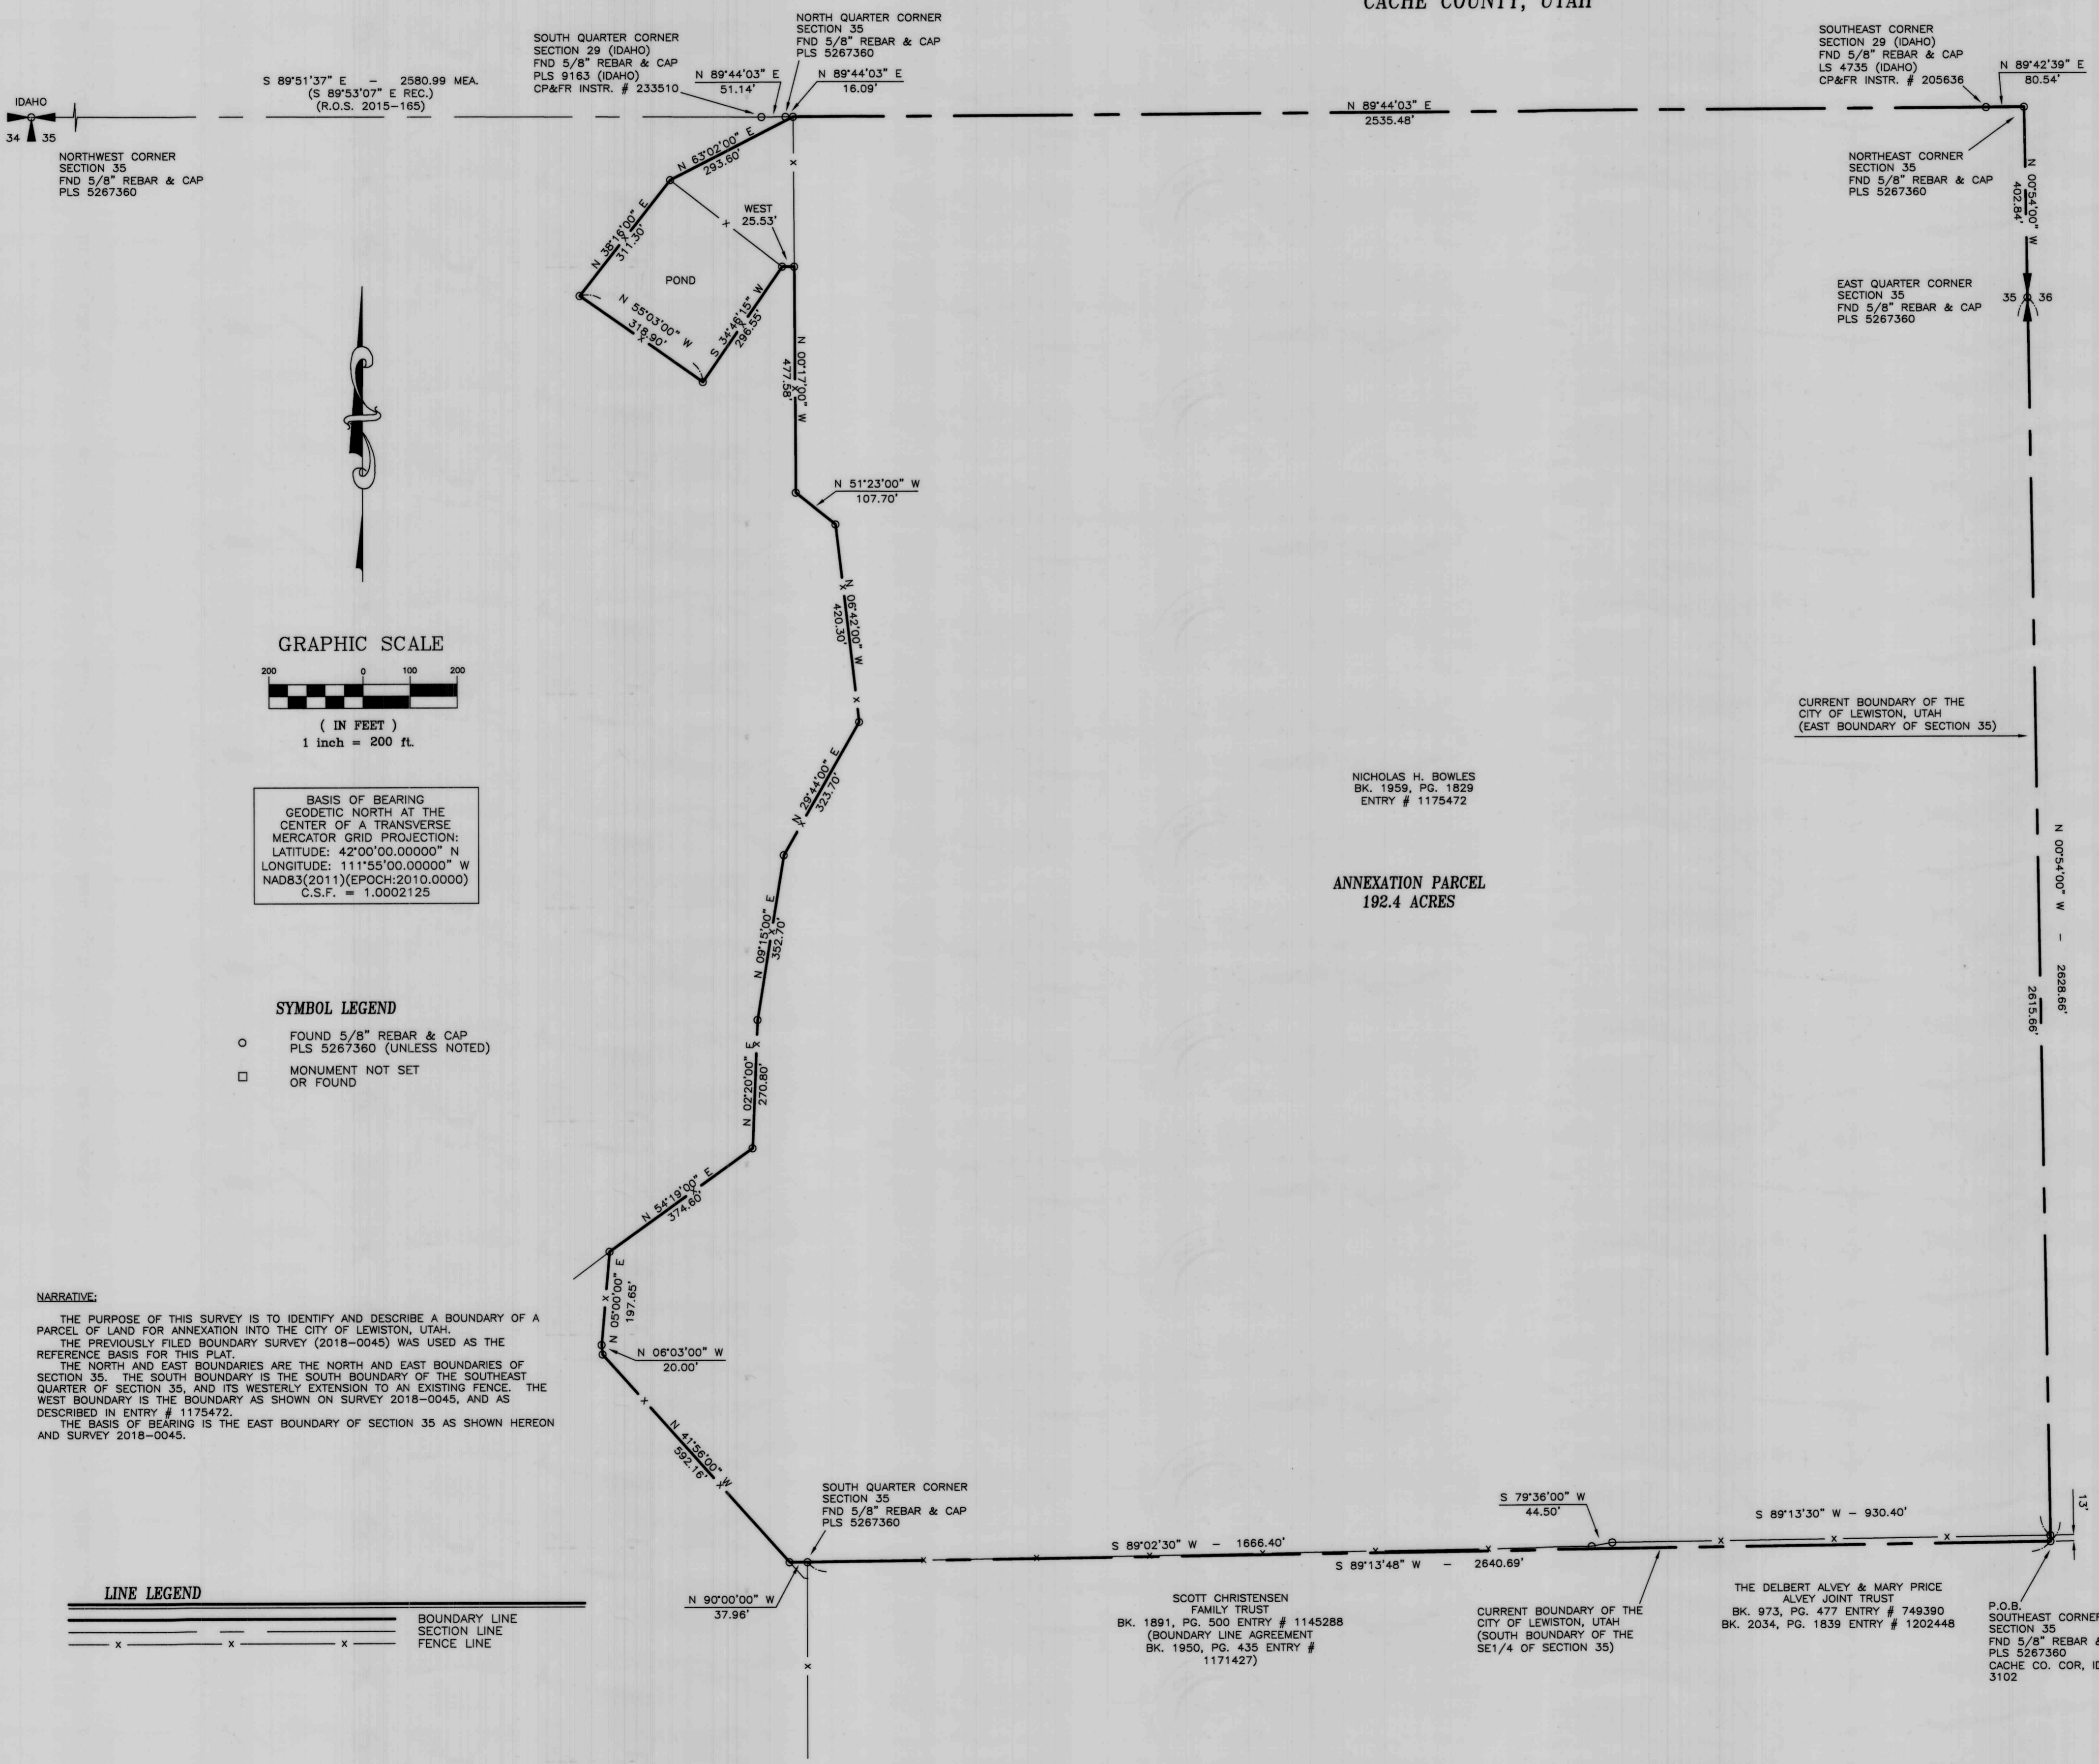 CACHE COUNTY, UTAH
SOUTH QUARTER CORNER
SECTION 29 (IDAHO)
FND 5/8" REBAR & CAP
PLS 9163 (IDAHO)
CP&FR INSTR. # 233510
NORTH QUARTER CORNER
SECTION 35
FND 5/8" REBAR & CAP
PLS 5267360
N 89°44'03" E
51.14'
N 89°44'03" E
16.09'
SOUTHEAST CORNER
SECTION 29 (IDAHO)
FND 5/8" REBAR & CAP
LS 4735 (IDAHO)
CP&FR INSTR. # 205636
N 89°42'39" E
80.54'
S 89°51'37" E - 2580.99 MEA.
(S 89°53'07" E REC.)
(R.O.S. 2015-165)
IDAHO
34 35
NORTHWEST CORNER
SECTION 35
FND 5/8" REBAR & CAP
PLS 5267360
N 89°44'03" E
2535.48'
NORTHEAST CORNER
SECTION 35
FND 5/8" REBAR & CAP
PLS 5267360
N 00°54'00" W
402.84'
N 63°02'00" E
293.60'
WEST
25.53'
N 38°16'00" E
311.30'
POND
N 55°03'00" W
318.90'
S 34°46'15" W
296.55'
N 00°17'00" W
477.58'
EAST QUARTER CORNER
SECTION 35
FND 5/8" REBAR & CAP
PLS 5267360
35 36
N 51°23'00" W
107.70'
N 06°42'00" W
420.30'
GRAPHIC SCALE
200 0 100 200
( IN FEET )
1 inch = 200 ft.
CURRENT BOUNDARY OF THE
CITY OF LEWISTON, UTAH
(EAST BOUNDARY OF SECTION 35)
N 29°44'00" E
323.70'
NICHOLAS H. BOWLES
BK. 1959, PG. 1829
ENTRY # 1175472
BASIS OF BEARING
GEODETIC NORTH AT THE
CENTER OF A TRANSVERSE
MERCATOR GRID PROJECTION:
LATITUDE: 42°00'00.00000" N
LONGITUDE: 111°55'00.00000" W
NAD83(2011)(EPOCH:2010.0000)
C.S.F. = 1.0002125
ANNEXATION PARCEL
192.4 ACRES
N 00°54'00" W - 2628.66'
2615.66'
N 09°15'00" E
352.70'
SYMBOL LEGEND
FOUND 5/8" REBAR & CAP
PLS 5267360 (UNLESS NOTED)
MONUMENT NOT SET
OR FOUND
N 02°20'00" E
270.80'
N 54°19'00" E
374.60'
N 05°00'00" E
197.65'
N 06°03'00" W
20.00'
NARRATIVE:
THE PURPOSE OF THIS SURVEY IS TO IDENTIFY AND DESCRIBE A BOUNDARY OF A
PARCEL OF LAND FOR ANNEXATION INTO THE CITY OF LEWISTON, UTAH.
THE PREVIOUSLY FILED BOUNDARY SURVEY (2018-0045) WAS USED AS THE
REFERENCE BASIS FOR THIS PLAT.
THE NORTH AND EAST BOUNDARIES ARE THE NORTH AND EAST BOUNDARIES OF
SECTION 35. THE SOUTH BOUNDARY IS THE SOUTH BOUNDARY OF THE SOUTHEAST
QUARTER OF SECTION 35, AND ITS WESTERLY EXTENSION TO AN EXISTING FENCE. THE
WEST BOUNDARY IS THE BOUNDARY AS SHOWN ON SURVEY 2018-0045, AND AS
DESCRIBED IN ENTRY # 1175472.
THE BASIS OF BEARING IS THE EAST BOUNDARY OF SECTION 35 AS SHOWN HEREON
AND SURVEY 2018-0045.
N 41°56'00" W
592.16'
SOUTH QUARTER CORNER
SECTION 35
FND 5/8" REBAR & CAP
PLS 5267360
S 79°36'00" W
44.50'
S 89°13'30" W - 930.40'
13'
S 89°02'30" W - 1666.40'
S 89°13'48" W - 2640.69'
N 90°00'00" W
37.96'
SCOTT CHRISTENSEN
FAMILY TRUST
BK. 1891, PG. 500 ENTRY # 1145288
(BOUNDARY LINE AGREEMENT
BK. 1950, PG. 435 ENTRY #
1171427)
CURRENT BOUNDARY OF THE
CITY OF LEWISTON, UTAH
(SOUTH BOUNDARY OF THE
SE1/4 OF SECTION 35)
THE DELBERT ALVEY & MARY PRICE
ALVEY JOINT TRUST
BK. 973, PG. 477 ENTRY # 749390
BK. 2034, PG. 1839 ENTRY # 1202448
P.O.B.
SOUTHEAST CORNER
SECTION 35
FND 5/8" REBAR &
PLS 5267360
CACHE CO. COR, ID
3102
LINE LEGEND
BOUNDARY LINE
SECTION LINE
FENCE LINE